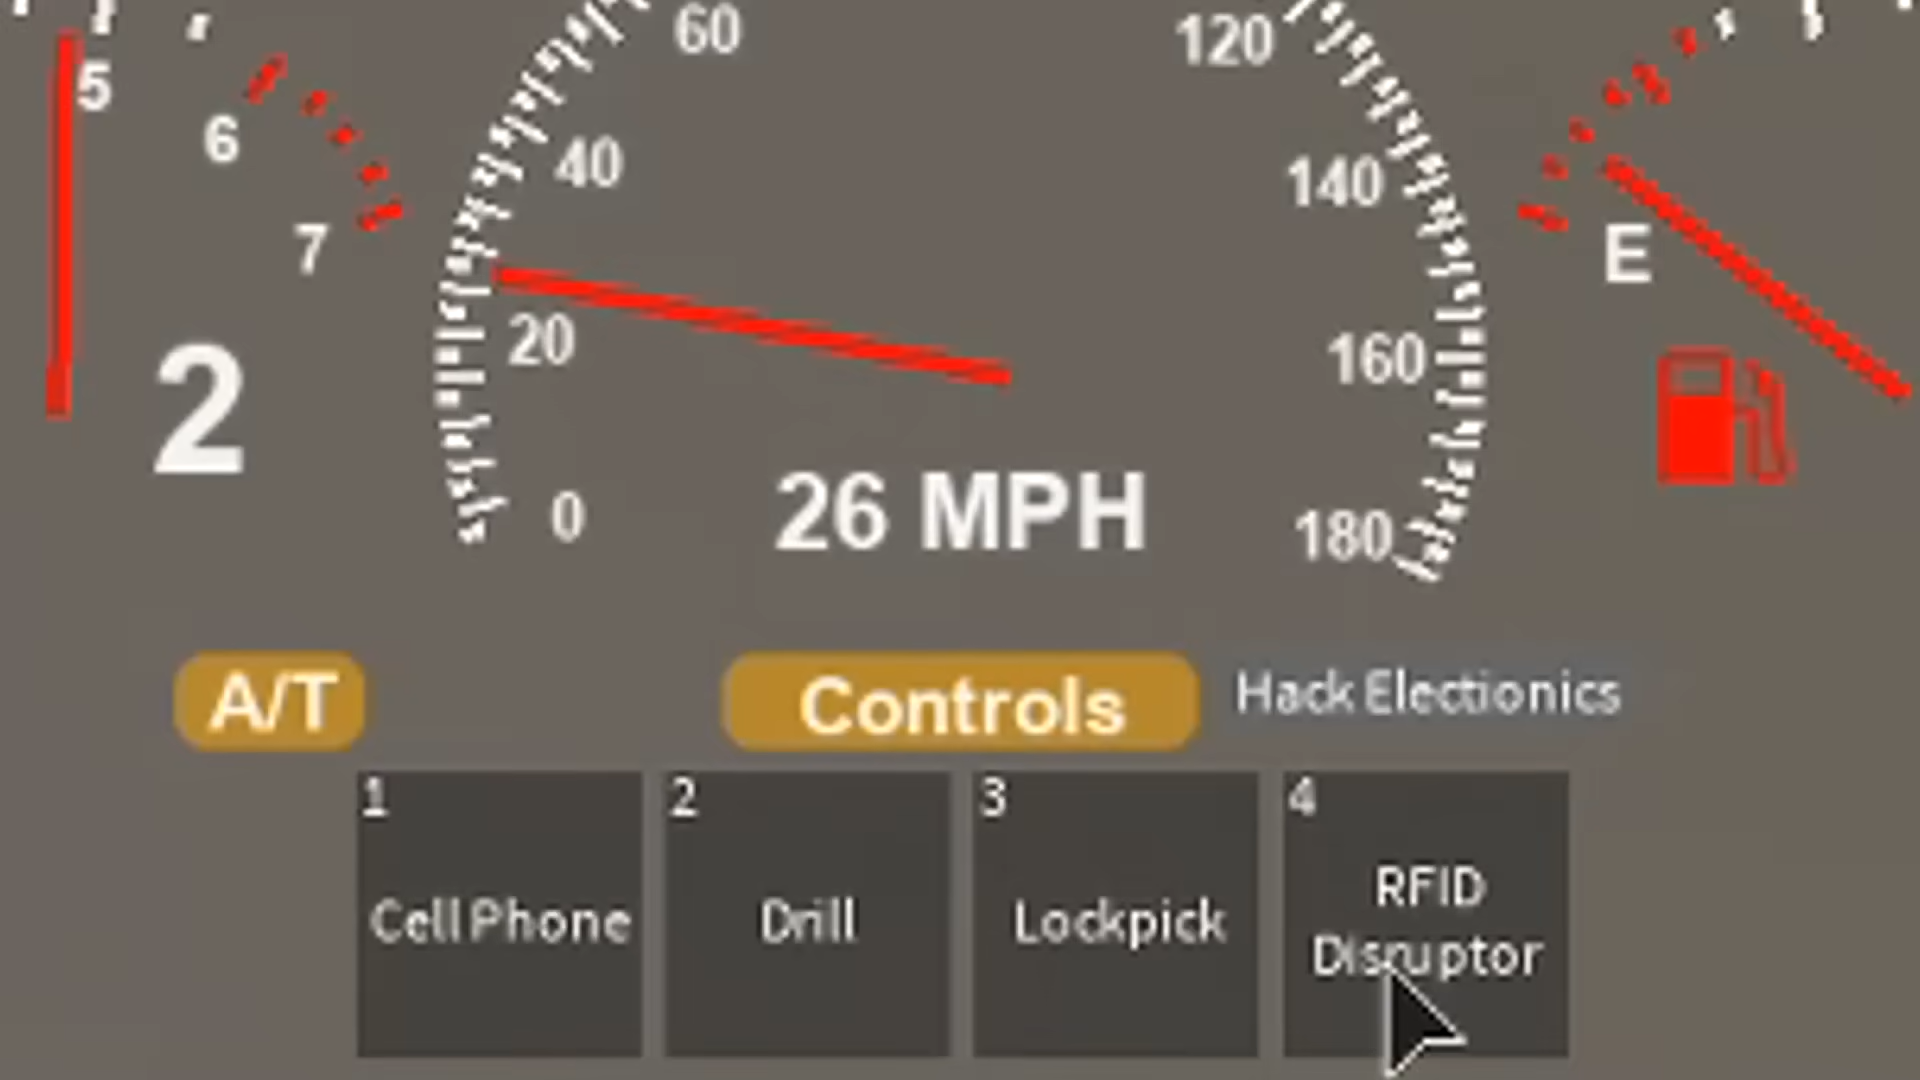 60
120
5
6
40
140
7
E
20
160
2
0
26 MPH
180
A/T
Controls
Hack Electionics
1
2
3
4
Cell Phone
Drill
Lockpick
RFID
Disruptor